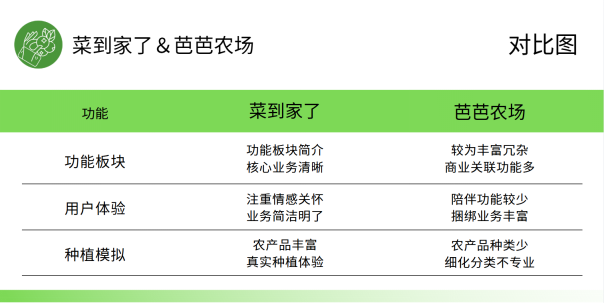 菜到家了＆芭芭农场
对比图
功能 菜到家了 芭芭农场
功能板块 功能板块简介 较为丰富冗杂
核心业务清晰 商业关联功能多
用户体验 注重情感关怀 陪伴功能较少
业务简洁明了 捆绑业务丰富
种植模拟 农产品丰富 农产品种类少
真实种植体验 细化分类不专业